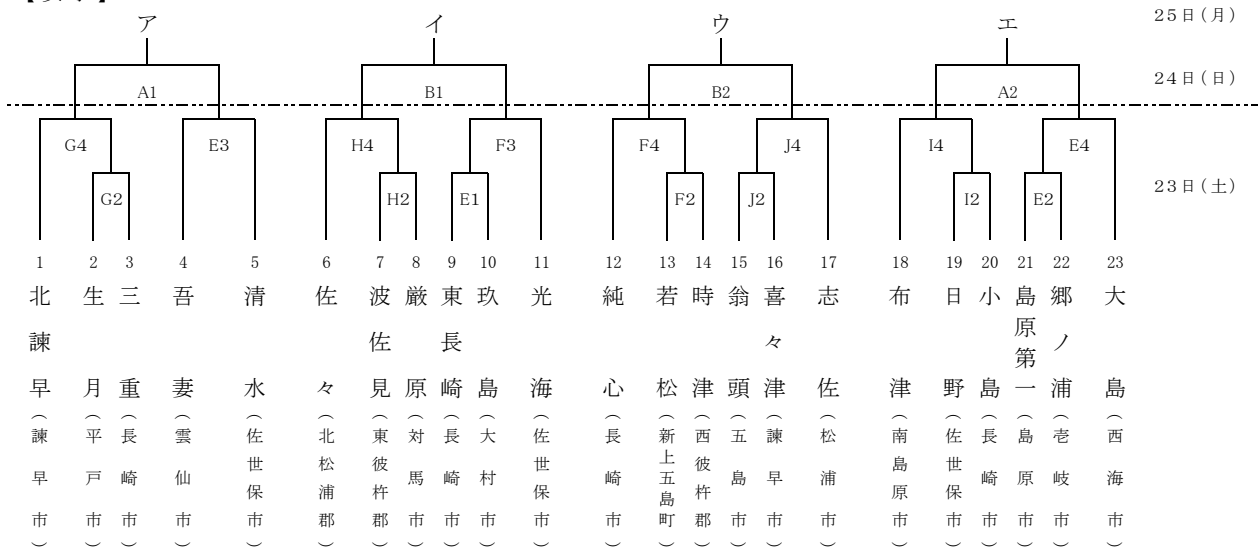 ア イ ウ エ 25日(月)
A1 B1 B2 A2 24日(日)
G4 E3 H4 F3 F4 J4 I4 E4
G2 H2 E1 F2 J2 I2 E2 23日(土)
1 2 3 4 5 6 7 8 9 10 11 12 13 14 15 16 17 18 19 20 21 22 23
北諫早(諫早市)
生月(平戸市)
三重(長崎市)
吾妻(雲仙市)
清水(佐世保市)
佐々(北松浦郡)
波佐見(東彼杵郡)
厳原(対馬市)
東長崎(長崎市)
玖島(大村市)
光海(佐世保市)
純心(長崎市)
若松(新上五島町)
時津(西彼杵郡)
翁頭(五島市)
喜々津(諫早市)
志佐(松浦市)
布津(南島原市)
日野(佐世保市)
小島(長崎市)
島原第一(島原市)
郷ノ浦(壱岐市)
大島(西海市)